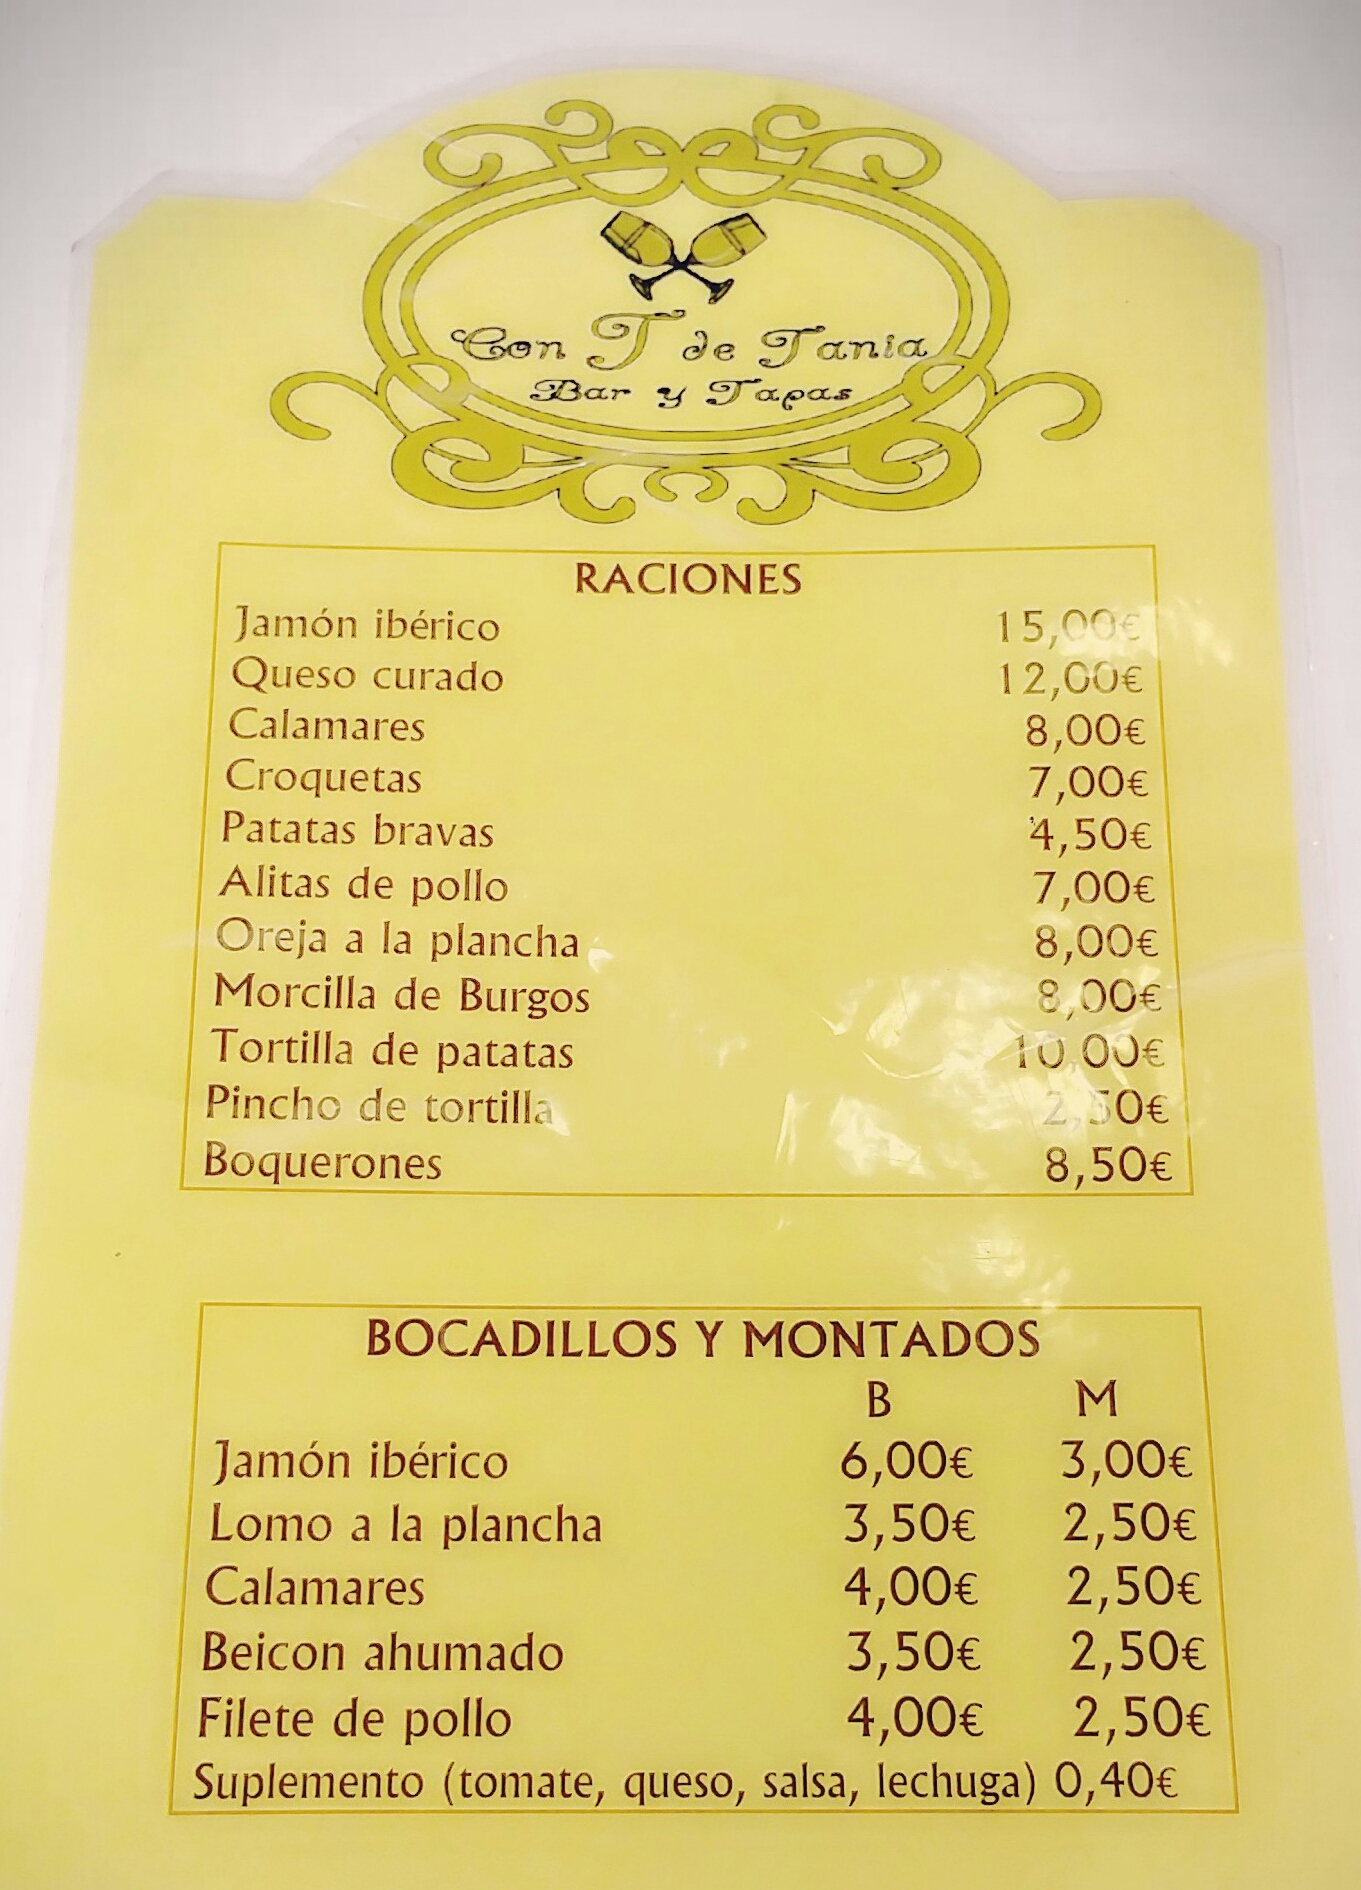 Con T de Tania
Bar y Tapas
RACIONES
Jamón ibérico 15,00€
Queso curado 12,00€
Calamares 8,00€
Croquetas 7,00€
Patatas bravas 4,50€
Alitas de pollo 7,00€
Oreja a la plancha 8,00€
Morcilla de Burgos 8,00€
Tortilla de patatas 10,00€
Pincho de tortilla 2,50€
Boquerones 8,50€
BOCADILLOS Y MONTADOS
B M
Jamón ibérico 6,00€ 3,00€
Lomo a la plancha 3,50€ 2,50€
Calamares 4,00€ 2,50€
Beicon ahumado 3,50€ 2,50€
Filete de pollo 4,00€ 2,50€
Suplemento (tomate, queso, salsa, lechuga) 0,40€